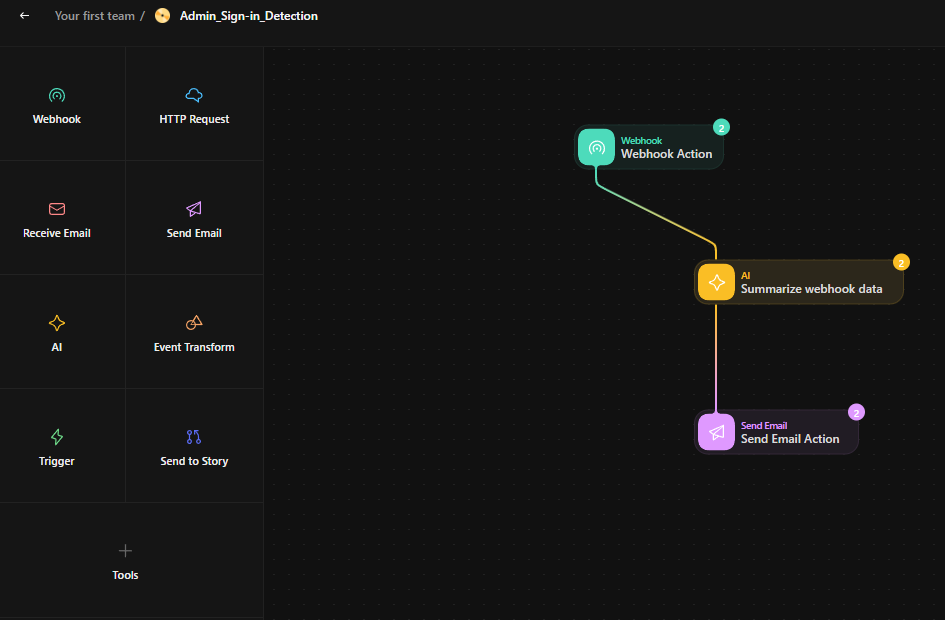 Your first team / Admin_Sign-in_Detection
Webhook
HTTP Request
Receive Email
Send Email
AI
Event Transform
Trigger
Send to Story
Tools
2
Webhook
Webhook Action
2
AI
Summarize webhook data
2
Send Email
Send Email Action